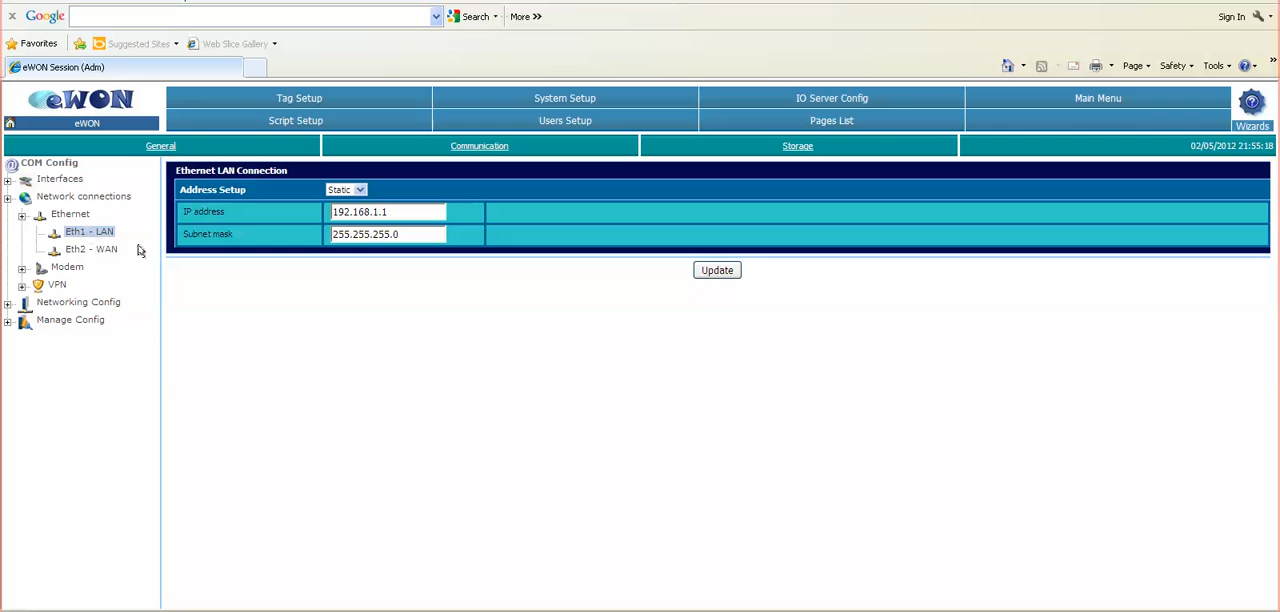 Google Search More >> Sign In
Favorites Suggested Sites Web Slice Gallery
eWON Session (Adm) Page Safety Tools
eWON Tag Setup System Setup IO Server Config Main Menu
eWON Script Setup Users Setup Pages List Wizards
General Communication Storage 02/05/2012 21:55:18
COM Config
Interfaces
Network connections
Ethernet
Eth1 - LAN
Eth2 - WAN
Modem
VPN
Networking Config
Manage Config
Ethernet LAN Connection
Address Setup Static
IP address 192.168.1.1
Subnet mask 255.255.255.0
Update